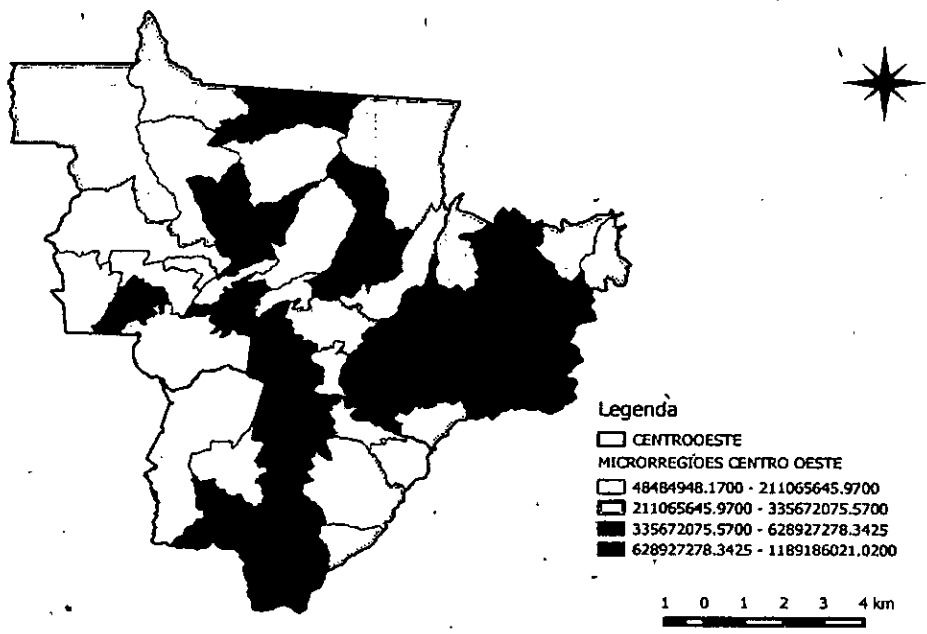 Legenda
CENTROOESTE
MICRORREGIÕES CENTRO OESTE
48484948.1700 - 211065645.9700
211065645.9700 - 335672075.5700
335672075.5700 - 628927278.3425
628927278.3425 - 1189186021.0200
1 0 1 2 3 4 km